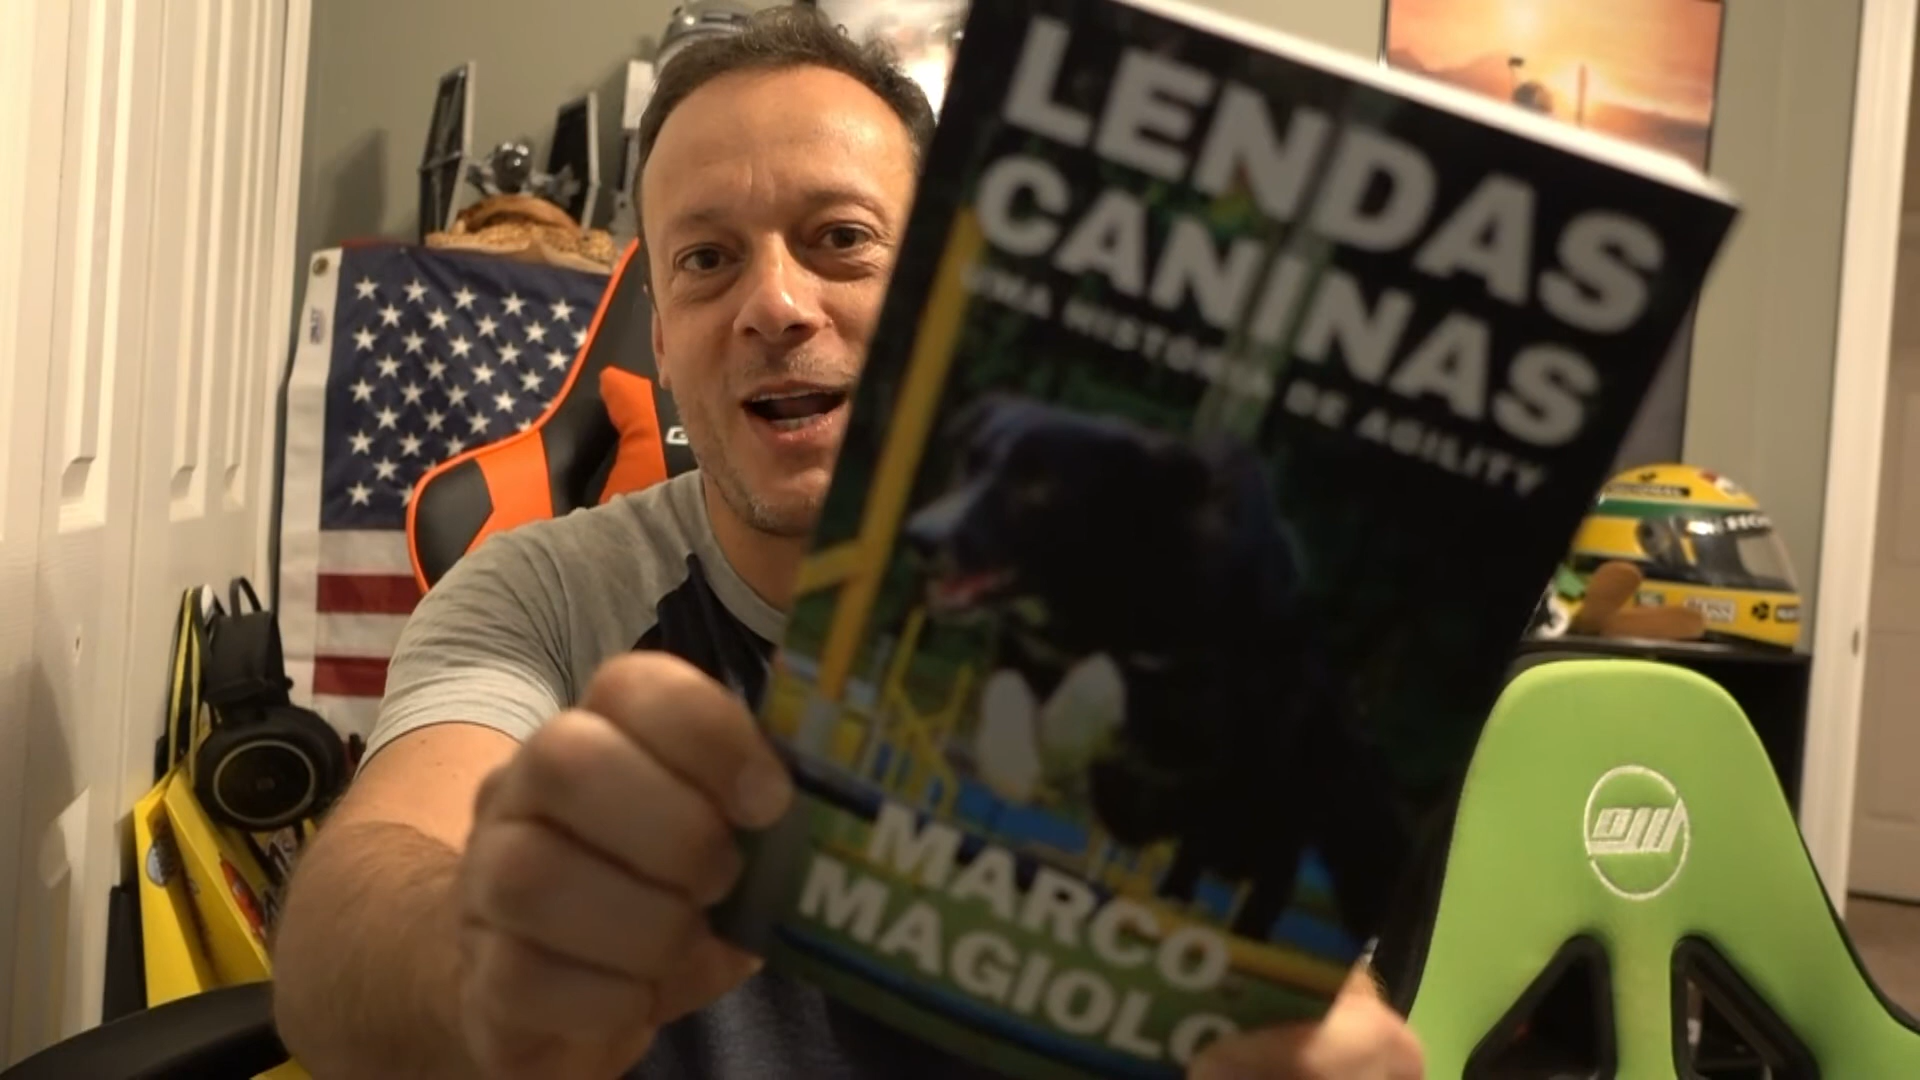 LENDAS
CANINAS
UMA HISTÓRIA DE AGILITY
MARCO
MAGIOLO